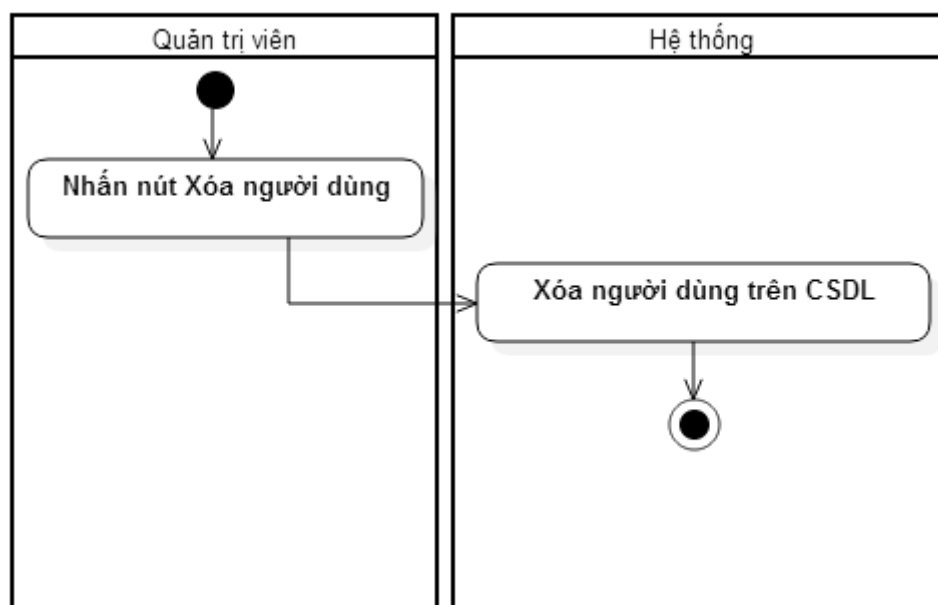 Quản trị viên
Hệ thống
Nhấn nút Xóa người dùng
Xóa người dùng trên CSDL